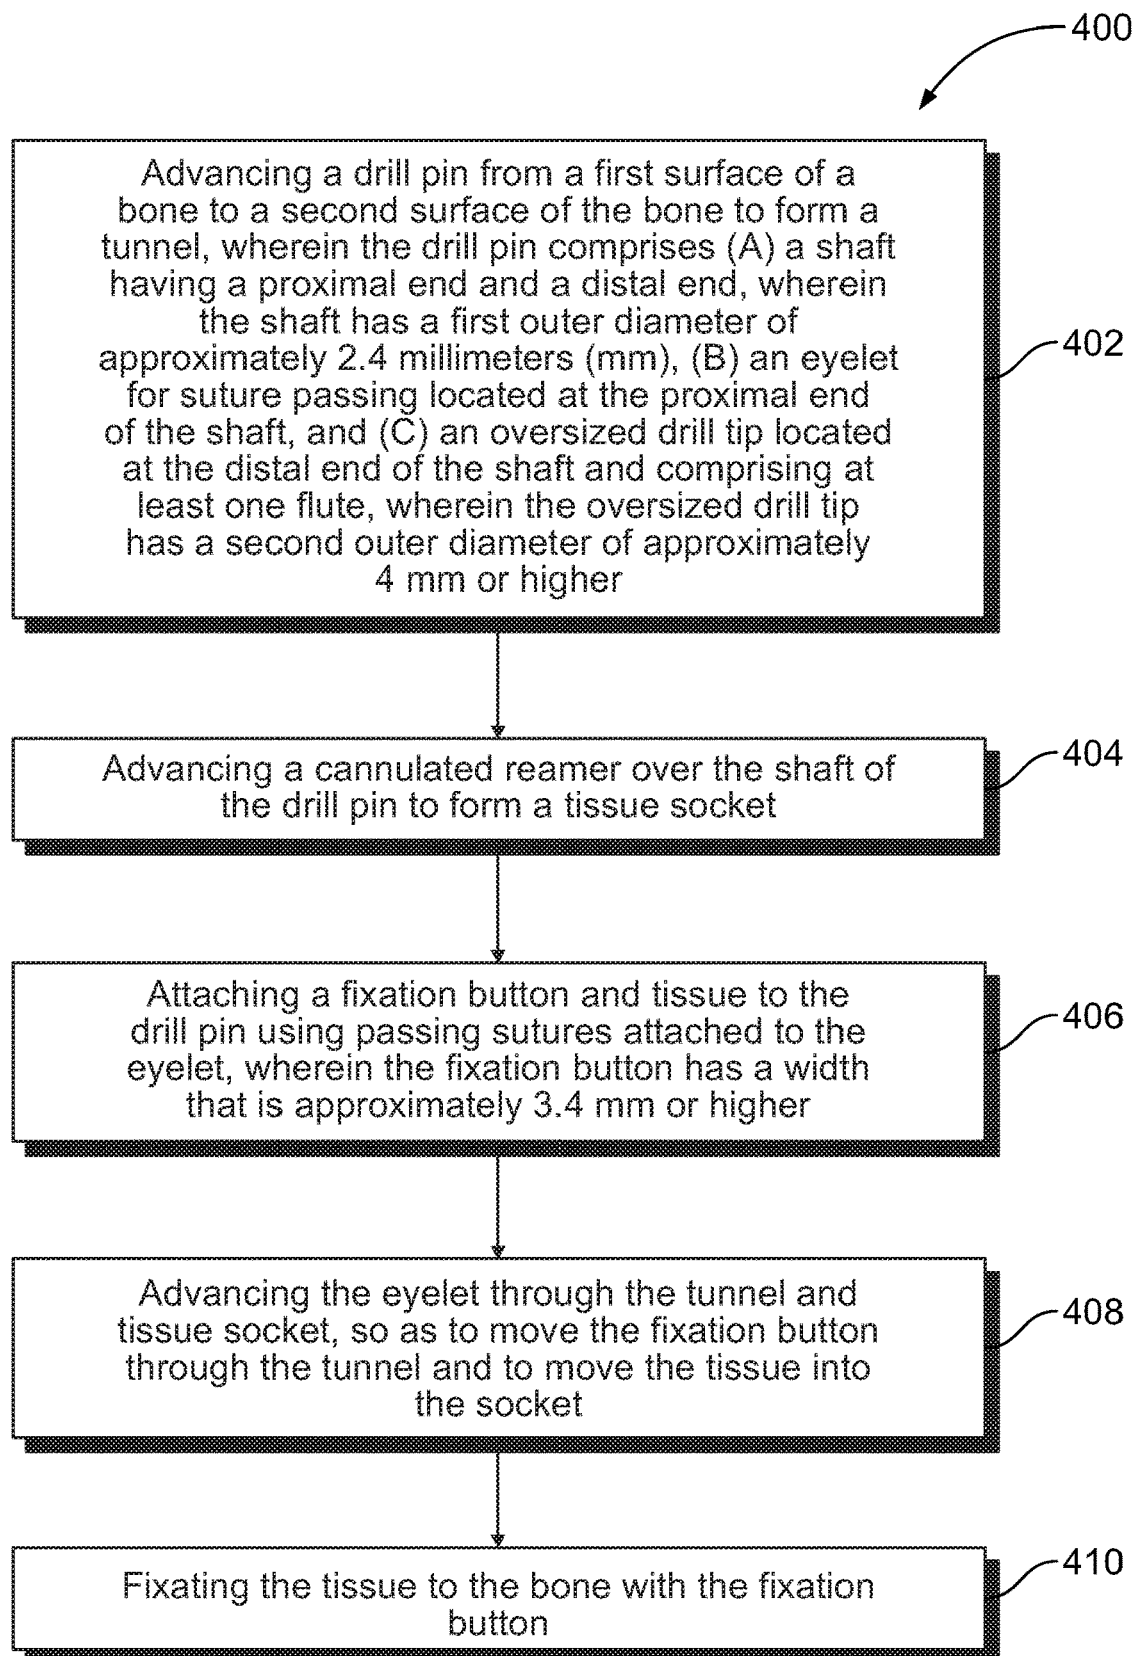 400
Advancing a drill pin from a first surface of a
bone to a second surface of the bone to form a
tunnel, wherein the drill pin comprises (A) a shaft
having a proximal end and a distal end, wherein
the shaft has a first outer diameter of
approximately 2.4 millimeters (mm), (B) an eyelet
for suture passing located at the proximal end
of the shaft, and (C) an oversized drill tip located
at the distal end of the shaft and comprising at
least one flute, wherein the oversized drill tip
has a second outer diameter of approximately
4 mm or higher
402
Advancing a cannulated reamer over the shaft of
the drill pin to form a tissue socket
404
Attaching a fixation button and tissue to the
drill pin using passing sutures attached to the
eyelet, wherein the fixation button has a width
that is approximately 3.4 mm or higher
406
Advancing the eyelet through the tunnel and
tissue socket, so as to move the fixation button
through the tunnel and to move the tissue into
the socket
408
Fixating the tissue to the bone with the fixation
button
410